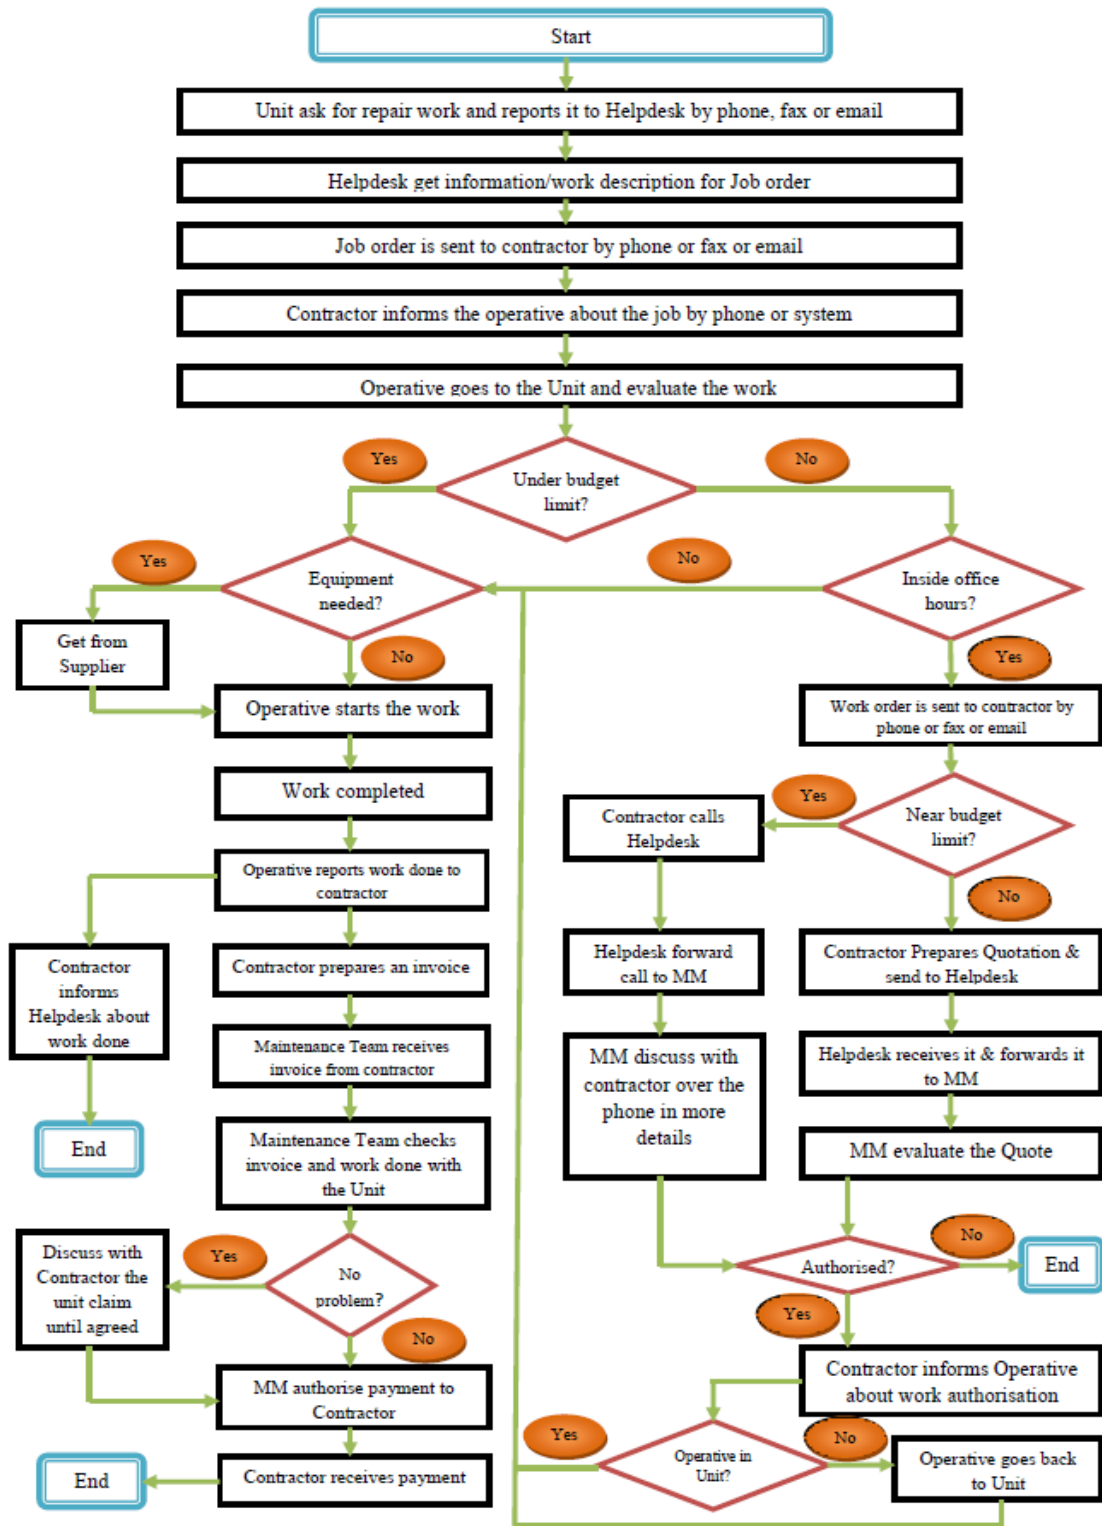 Start
Unit ask for repair work and reports it to Helpdesk by phone, fax or email
Helpdesk get information/work description for Job order
Job order is sent to contractor by phone or fax or email
Contractor informs the operative about the job by phone or system
Operative goes to the Unit and evaluate the work
Yes
Under budget
limit?
No
Yes
Equipment
needed?
No
Inside office
hours?
Get from
Supplier
No
Yes
Operative starts the work
Work order is sent to contractor by
phone or fax or email
Work completed
Contractor calls
Helpdesk
Yes
Near budget
limit?
Operative reports work done to
contractor
No
Contractor
informs
Helpdesk about
work done
Contractor prepares an invoice
Helpdesk forward
call to MM
Contractor Prepares Quotation &
send to Helpdesk
Maintenance Team receives
invoice from contractor
MM discuss with
contractor over the
phone in more
details
Helpdesk receives it & forwards it
to MM
End
Maintenance Team checks
invoice and work done with
the Unit
MM evaluate the Quote
Discuss with
Contractor the
unit claim
until agreed
Yes
No
problem?
No
Authorised?
No
End
Yes
MM authorise payment to
Contractor
Contractor informs Operative
about work authorisation
End
Contractor receives payment
Yes
Operative in
Unit?
No
Operative goes back
to Unit